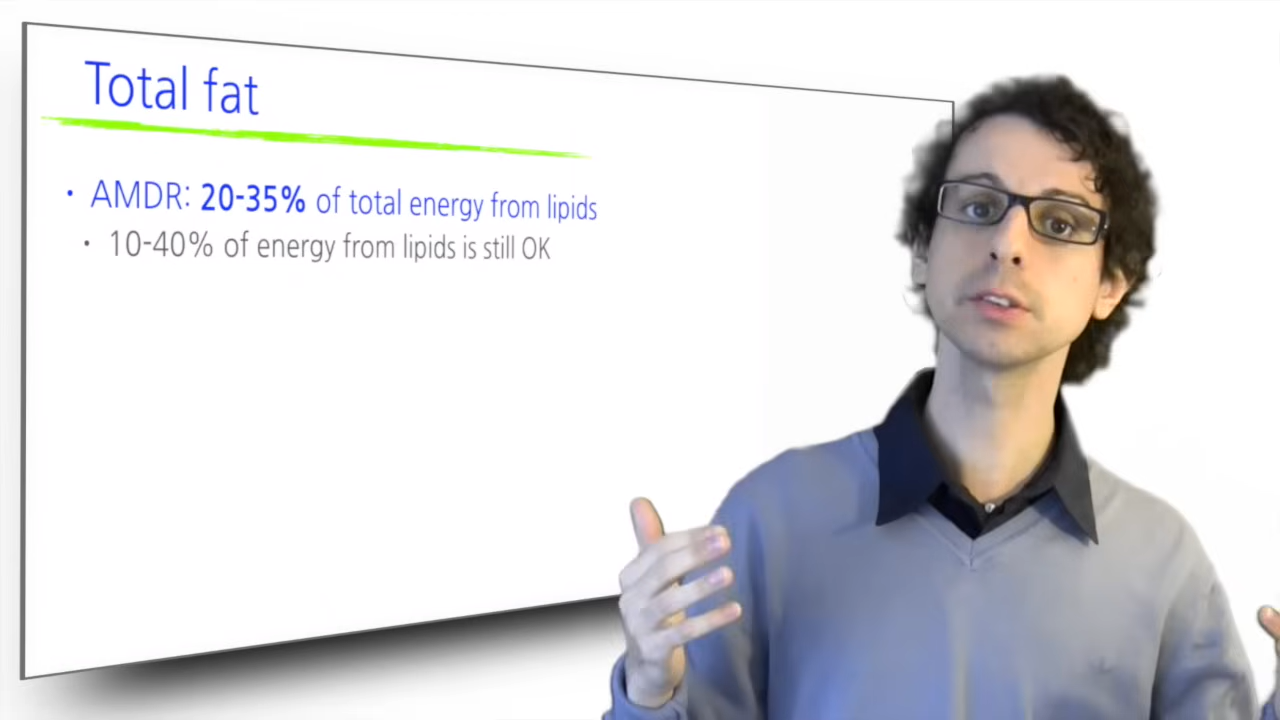 Total fat
• AMDR: 20-35% of total energy from lipids
• 10-40% of energy from lipids is still OK